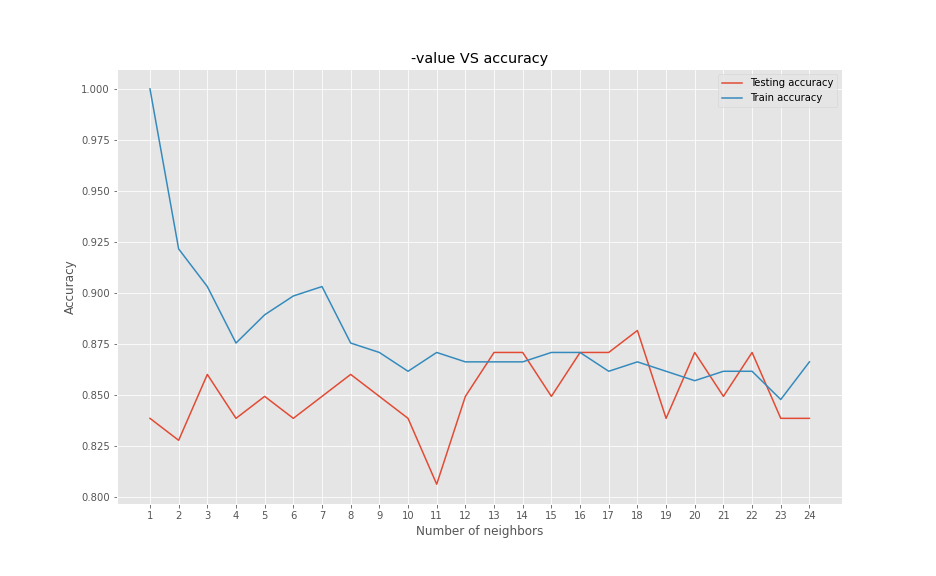 -value VS accuracy
Testing accuracy
Train accuracy
1.000
0.975
0.950
0.925
0.900
0.875
0.850
0.825
0.800
Accuracy
1 2 3 4 5 6 7 8 9 10 11 12 13 14 15 16 17 18 19 20 21 22 23 24
Number of neighbors